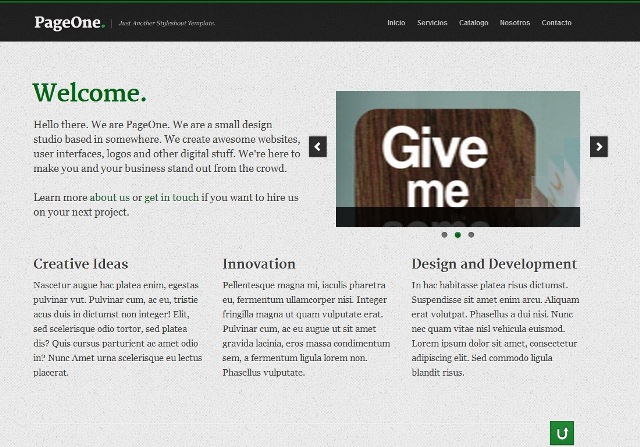 PageOne.
Just Another Styleshout Template.
Inicio Servicios Catalogo Nosotros Contacto
Welcome.
Hello there. We are PageOne. We are a small design
studio based in somewhere. We create awesome websites,
user interfaces, logos and other digital stuff. We're here to
make you and your business stand out from the crowd.
Learn more about us or get in touch if you want to hire us
on your next project.
Give
me
some
Creative Ideas
Nascetur augue hac platea enim, egestas
pulvinar vut. Pulvinar cum, ac eu, tristie
acus duis in dictumst non integer! Elit,
sed scelerisque odio tortor, sed platea
dis? Quis cursus parturient ac amet odio
in? Nunc Amet urna scelerisque eu lectus
placerat.
Innovation
Pellentesque magna mi, iaculis pharetra
eu, fermentum ullamcorper nisi. Integer
fringilla magna ut quam vulputate erat.
Pulvinar cum, ac eu augue ut sit amet
gravida lacinia, eros massa condimentum
sem, a fermentum ligula lorem non.
Phasellus vulputate.
Design and Development
In hac habitasse platea risus dictumst.
Suspendisse sit amet enim arcu. Aliquam
erat volutpat. Phasellus a dui nisi. Nunc
nec quam vitae nisl vehicula euismod.
Lorem ipsum dolor sit amet, consectetur
adipiscing elit. Sed commodo ligula
blandit risus.